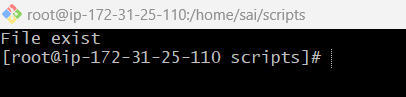 root@ip-172-31-25-110:/home/sai/scripts
File exist
[root@ip-172-31-25-110 scripts]#